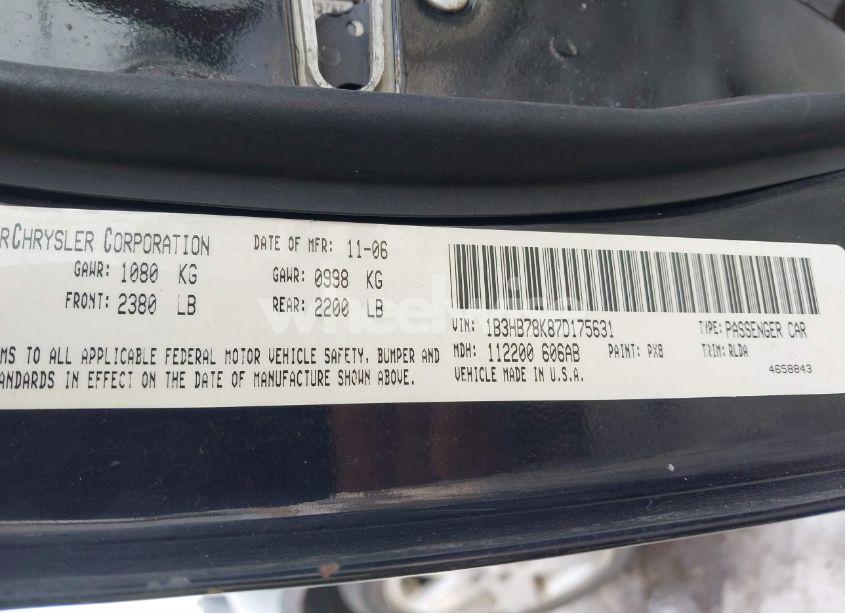 RCHRYSLER CORPORATION
DATE OF MFR: 11-06
GAWR: 1080 KG
GAWR: 0998 KG
FRONT: 2380 LB
REAR: 2200 LB
VIN: 1B3HB78K87D175631
TYPE: PASSENGER CAR
MDH: 112200 606AB
PAINT: PXB
TRIM: RLDA
MS TO ALL APPLICABLE FEDERAL MOTOR VEHICLE SAFETY, BUMPER AND
ANDARDS IN EFFECT ON THE DATE OF MANUFACTURE SHOWN ABOVE.
VEHICLE MADE IN U.S.A.
4658843